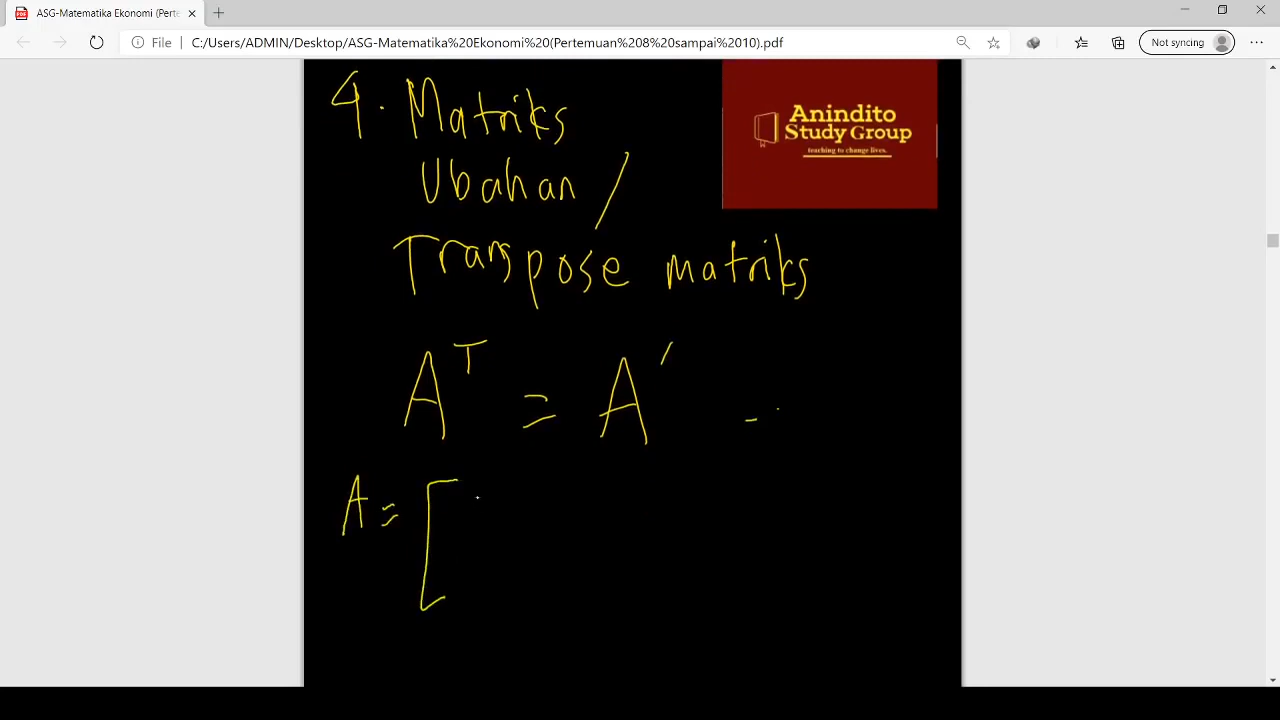 ASG-Matematika Ekonomi (Perte
File
C:/Users/ADMIN/Desktop/ASG-Matematika%20Ekonomi%20(Pertemuan%208%20sampai%2010).pdf
Not syncing
4. Matriks
Ubahan /
Transpose matriks
Anindito
Study Group
teaching to change lives.
A^T = A′
A = [